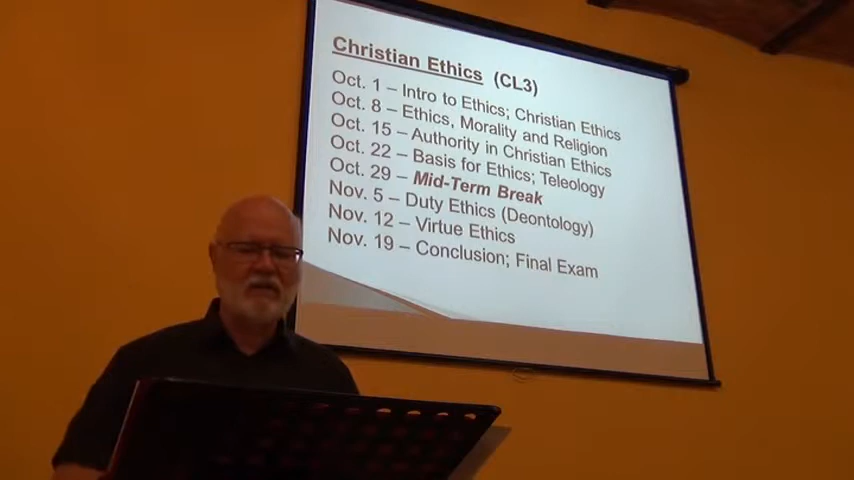 Christian Ethics (CL3)
Oct. 1 – Intro to Ethics; Christian Ethics
Oct. 8 – Ethics, Morality and Religion
Oct. 15 – Authority in Christian Ethics
Oct. 22 – Basis for Ethics; Teleology
Oct. 29 – Mid-Term Break
Nov. 5 – Duty Ethics (Deontology)
Nov. 12 – Virtue Ethics
Nov. 19 – Conclusion; Final Exam